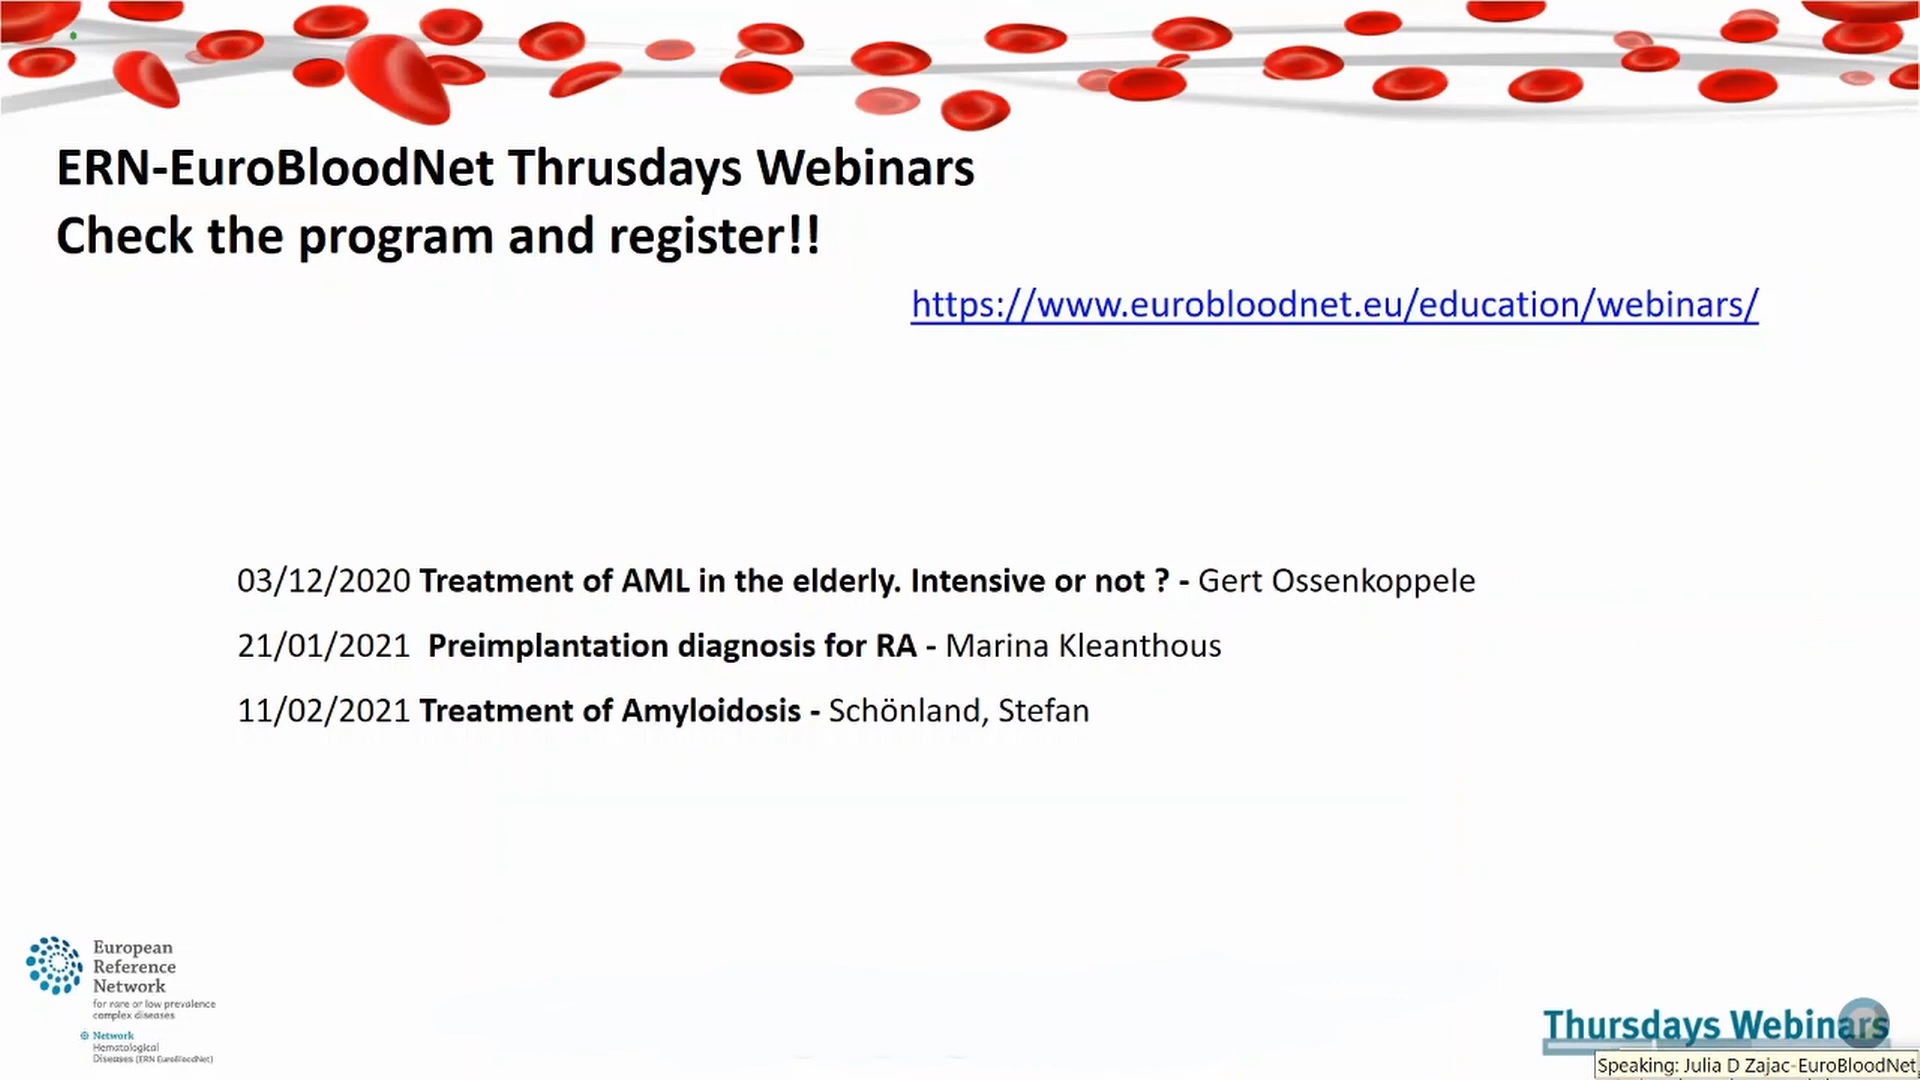 ERN-EuroBloodNet Thrusdays Webinars
Check the program and register!!
https://www.eurobloodnet.eu/education/webinars/
03/12/2020 Treatment of AML in the elderly. Intensive or not ? - Gert Ossenkoppele
21/01/2021 Preimplantation diagnosis for RA - Marina Kleanthous
11/02/2021 Treatment of Amyloidosis - Schönland, Stefan
European
Reference
Network
for rare or low prevalence
complex diseases
Network
Hematological
Diseases (ERN EuroBloodNet)
Thursdays Webinars
Speaking: Julia D Zajac-EuroBloodNet